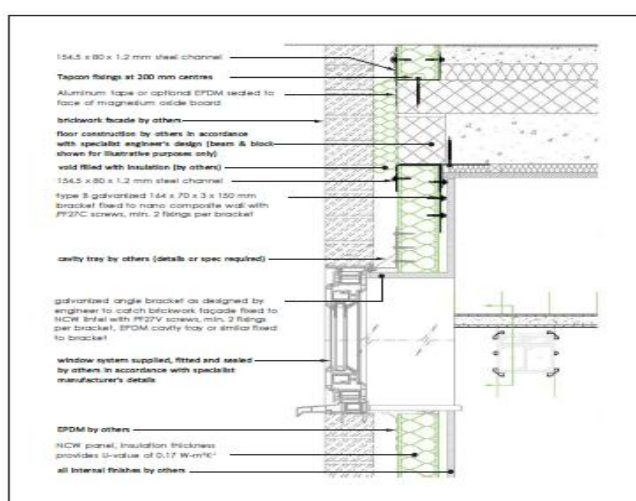 154.5 x 80 x 1.2 mm steel channel
Tapcon fixings at 200 mm centres
Aluminum tape or optional EPDM sealed to
face of magnesium oxide board
brickwork facade by others
floor construction by others in accordance
with specialist engineer's design (beam & block
shown for illustrative purposes only)
void filled with insulation (by others)
154.5 x 80 x 1.2 mm steel channel
type B galvanized 164 x 70 x 3 x 150 mm
bracket fixed to nano composite wall with
PF27C screws, min. 2 fixings per bracket
cavity tray by others (details or spec required)
galvanized angle bracket as designed by
engineer to catch brickwork façade fixed to
NCW lintel with PF27V screws, min. 2 fixings
per bracket, EPDM cavity tray or similar fixed
to bracket
window system supplied, fitted and sealed
by others in accordance with specialist
manufacturer's details
EPDM by others
NCW panel, insulation thickness
provides U-value of 0.17 W-m²K⁻¹
all internal finishes by others